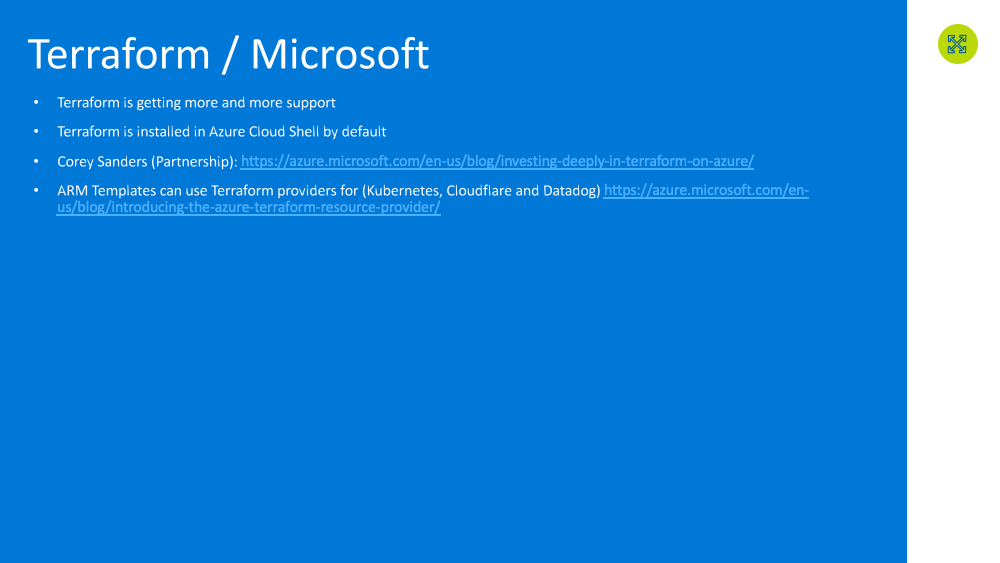 Terraform / Microsoft
• Terraform is getting more and more support
• Terraform is installed in Azure Cloud Shell by default
• Corey Sanders (Partnership): https://azure.microsoft.com/en-us/blog/investing-deeply-in-terraform-on-azure/
• ARM Templates can use Terraform providers for (Kubernetes, Cloudflare and Datadog) https://azure.microsoft.com/en-
us/blog/introducing-the-azure-terraform-resource-provider/